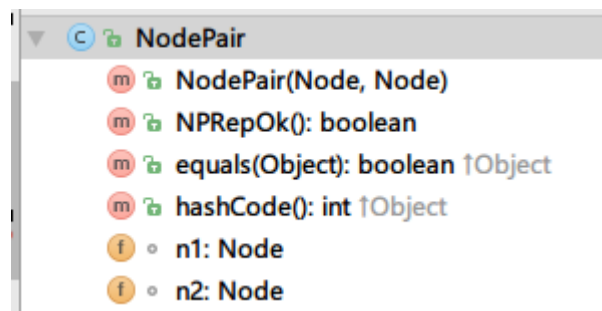 C NodePair
m NodePair(Node, Node)
m NPRepOk(): boolean
m equals(Object): boolean ↑Object
m hashCode(): int ↑Object
f n1: Node
f n2: Node